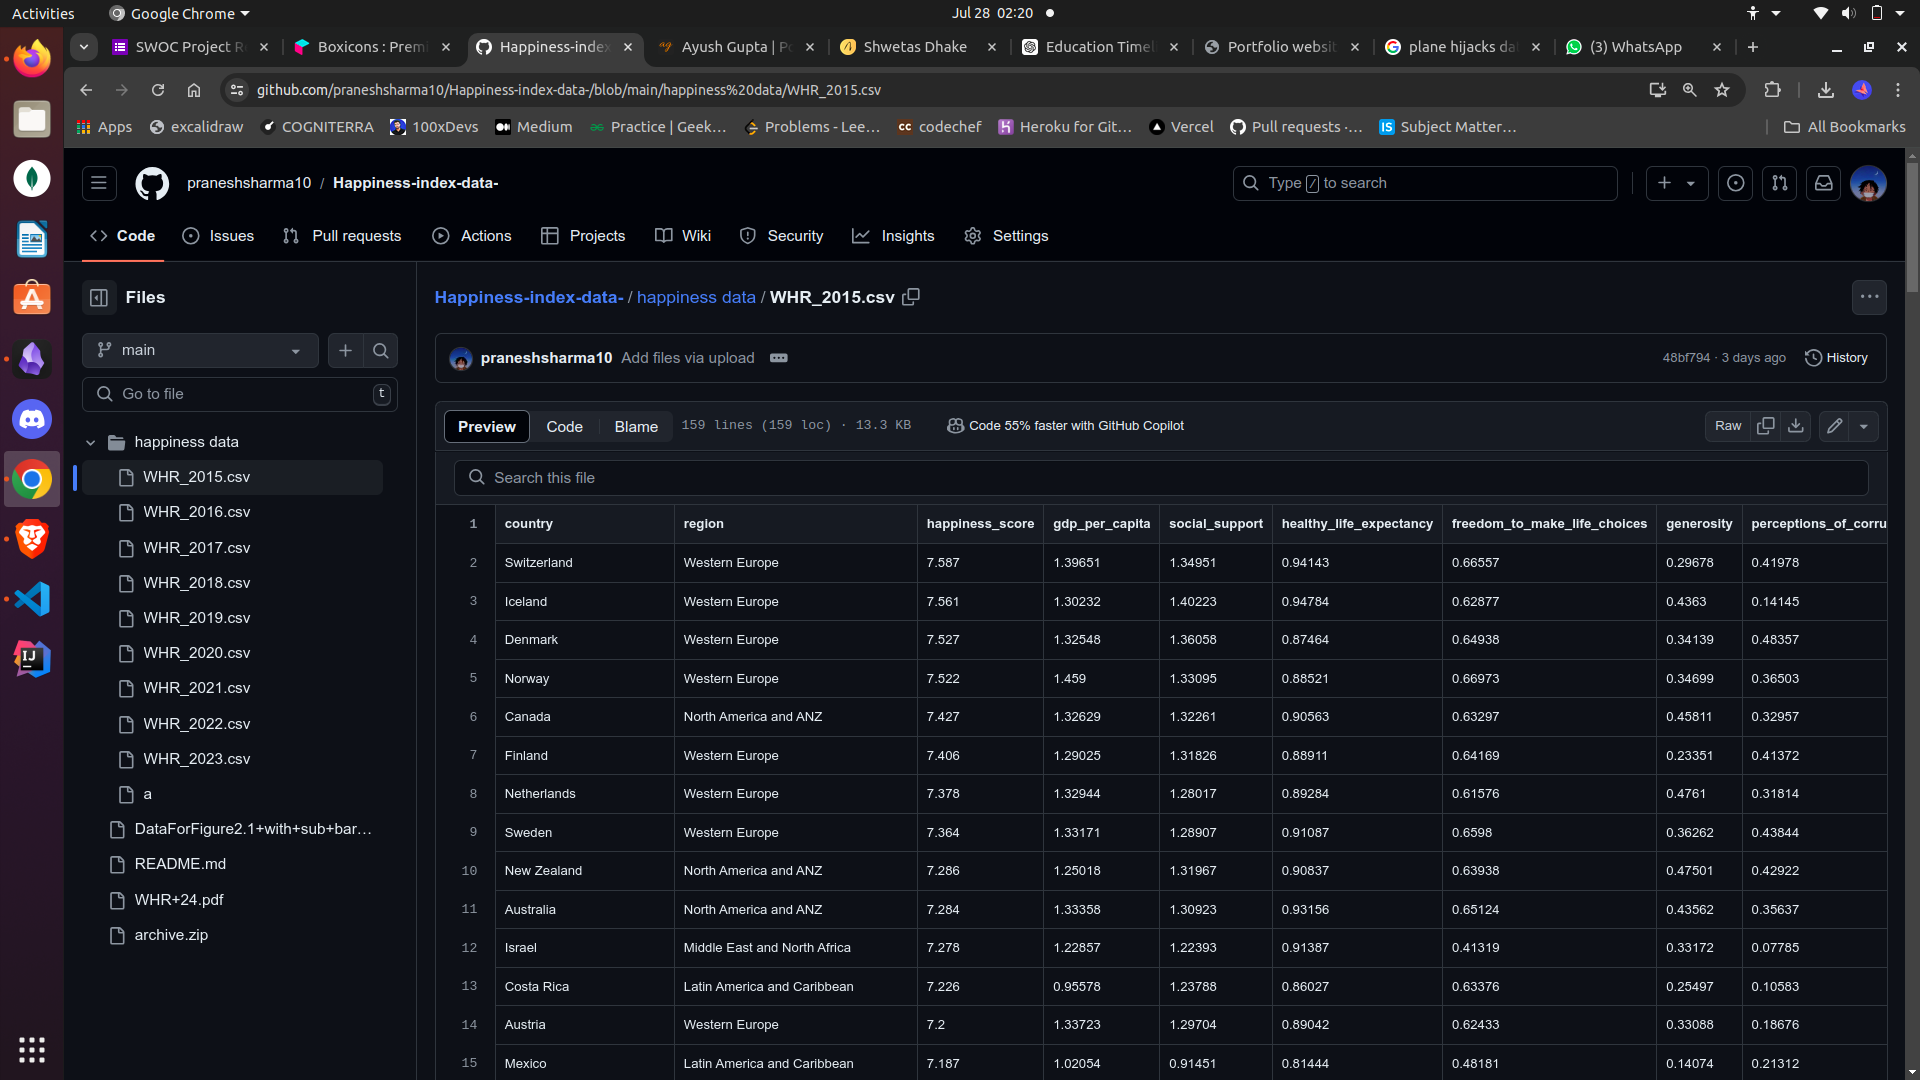 Activities
Google Chrome
Jul 28 02:20
SWOC Project R
Boxicons : Premi
Happiness-index
Ayush Gupta | Po
Shwetas Dhake
Education Timel
Portfolio websit
plane hijacks da
(3) WhatsApp
github.com/praneshsharma10/Happiness-index-data-/blob/main/happiness%20data/WHR_2015.csv
Apps
excalidraw
COGNITERRA
100xDevs
Medium
Practice | Geek...
Problems - Lee...
CC codechef
Heroku for Git...
Vercel
Pull requests ·...
IS Subject Matter...
All Bookmarks
praneshsharma10 / Happiness-index-data-
Type / to search
Code
Issues
Pull requests
Actions
Projects
Wiki
Security
Insights
Settings
Files
main
Go to file
t
happiness data
WHR_2015.csv
WHR_2016.csv
WHR_2017.csv
WHR_2018.csv
WHR_2019.csv
WHR_2020.csv
WHR_2021.csv
WHR_2022.csv
WHR_2023.csv
a
DataForFigure2.1+with+sub+bar...
README.md
WHR+24.pdf
archive.zip
IJ
Happiness-index-data- / happiness data / WHR_2015.csv
praneshsharma10 Add files via upload
48bf794 · 3 days ago
History
Preview
Code
Blame
159 lines (159 loc) · 13.3 KB
Code 55% faster with GitHub Copilot
Raw
Search this file
1 country region happiness_score gdp_per_capita social_support healthy_life_expectancy freedom_to_make_life_choices generosity perceptions_of_corru
2 Switzerland Western Europe 7.587 1.39651 1.34951 0.94143 0.66557 0.29678 0.41978
3 Iceland Western Europe 7.561 1.30232 1.40223 0.94784 0.62877 0.4363 0.14145
4 Denmark Western Europe 7.527 1.32548 1.36058 0.87464 0.64938 0.34139 0.48357
5 Norway Western Europe 7.522 1.459 1.33095 0.88521 0.66973 0.34699 0.36503
6 Canada North America and ANZ 7.427 1.32629 1.32261 0.90563 0.63297 0.45811 0.32957
7 Finland Western Europe 7.406 1.29025 1.31826 0.88911 0.64169 0.23351 0.41372
8 Netherlands Western Europe 7.378 1.32944 1.28017 0.89284 0.61576 0.4761 0.31814
9 Sweden Western Europe 7.364 1.33171 1.28907 0.91087 0.6598 0.36262 0.43844
10 New Zealand North America and ANZ 7.286 1.25018 1.31967 0.90837 0.63938 0.47501 0.42922
11 Australia North America and ANZ 7.284 1.33358 1.30923 0.93156 0.65124 0.43562 0.35637
12 Israel Middle East and North Africa 7.278 1.22857 1.22393 0.91387 0.41319 0.33172 0.07785
13 Costa Rica Latin America and Caribbean 7.226 0.95578 1.23788 0.86027 0.63376 0.25497 0.10583
14 Austria Western Europe 7.2 1.33723 1.29704 0.89042 0.62433 0.33088 0.18676
15 Mexico Latin America and Caribbean 7.187 1.02054 0.91451 0.81444 0.48181 0.14074 0.21312